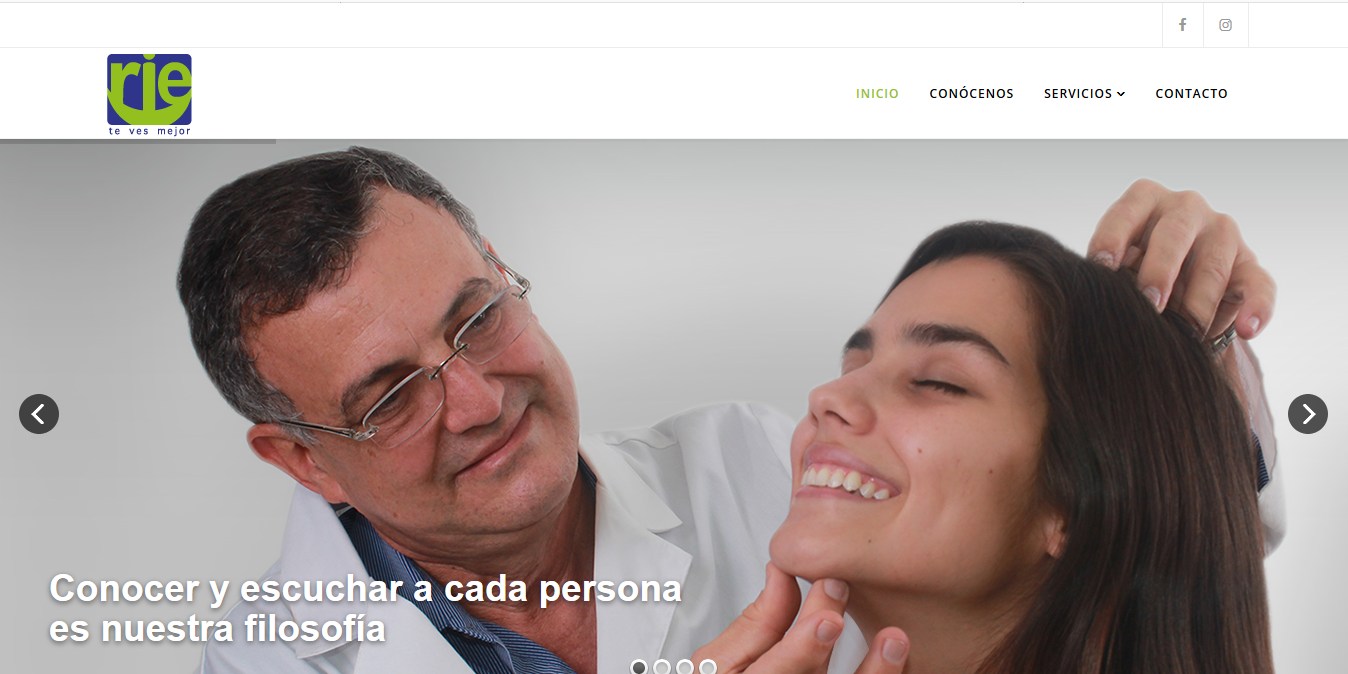 rie
te ves mejor
INICIO CONÓCENOS SERVICIOS CONTACTO
Conocer y escuchar a cada persona
es nuestra filosofía